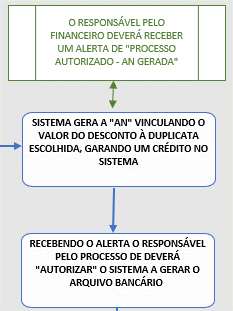 O RESPONSÁVEL PELO
FINANCEIRO DEVERÁ RECEBER
UM ALERTA DE "PROCESSO
AUTORIZADO - AN GERADA"
SISTEMA GERA A "AN" VINCULANDO O
VALOR DO DESCONTO À DUPLICATA
ESCOLHIDA, GARANDO UM CRÉDITO NO
SISTEMA
RECEBENDO O ALERTA O RESPONSÁVEL
PELO PROCESSO DE DEVERÁ
"AUTORIZAR" O SISTEMA A GERAR O
ARQUIVO BANCÁRIO